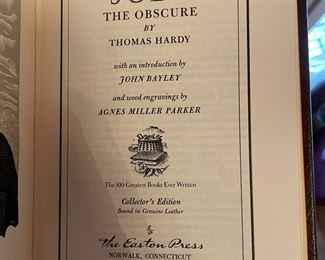 THE OBSCURE
BY
THOMAS HARDY
with an introduction by
JOHN BAYLEY
and wood engravings by
AGNES MILLER PARKER
The 100 Greatest Books Ever Written
Collector's Edition
Bound in Genuine Leather
The Easton Press
NORWALK, CONNECTICUT